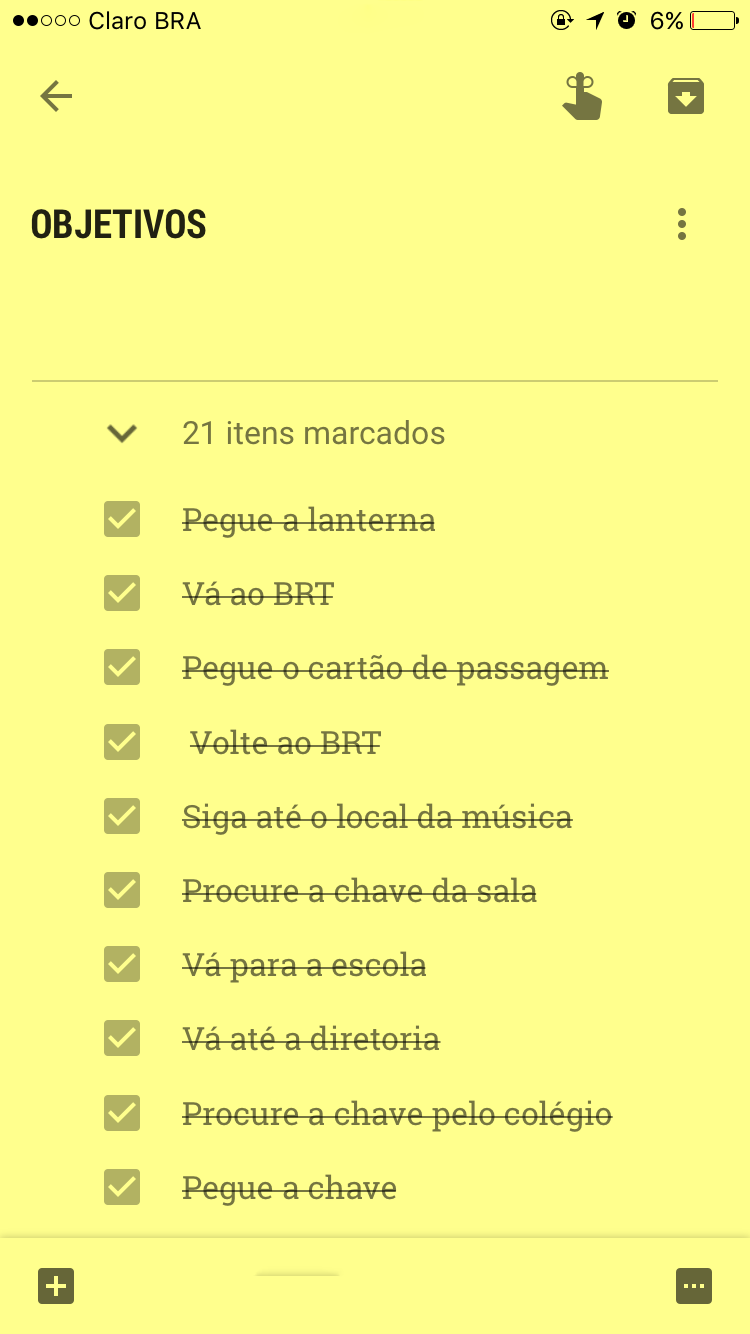 Claro BRA 6%
OBJETIVOS
21 itens marcados
Pegue a lanterna
Vá ao BRT
Pegue o cartão de passagem
Volte ao BRT
Siga até o local da música
Procure a chave da sala
Vá para a escola
Vá até a diretoria
Procure a chave pelo colégio
Pegue a chave